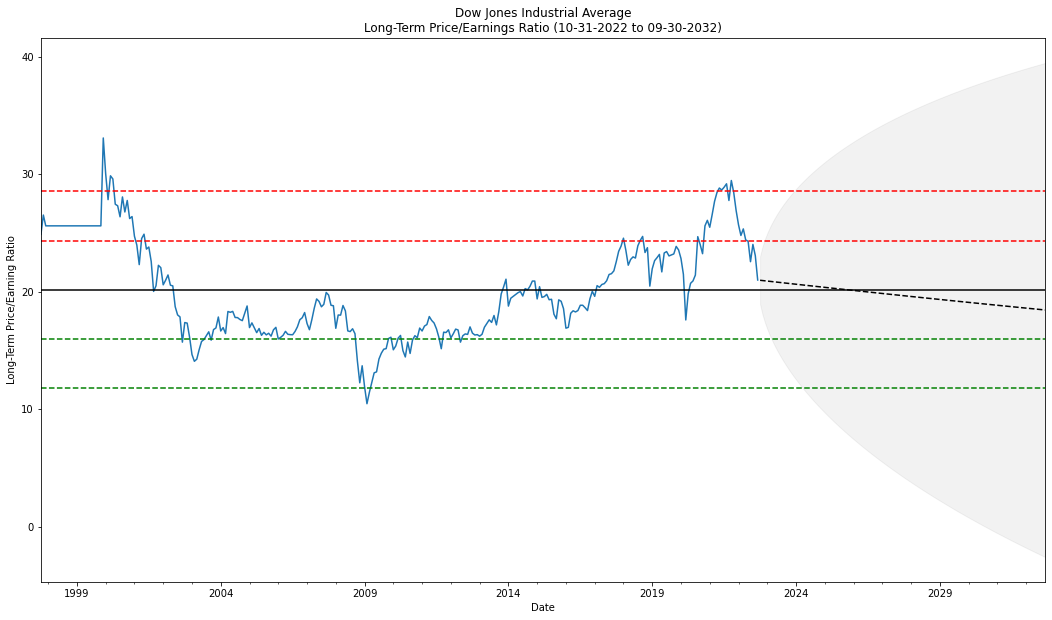 Dow Jones Industrial Average
Long-Term Price/Earnings Ratio (10-31-2022 to 09-30-2032)
Long-Term Price/Earning Ratio
40
30
20
10
0
1999 2004 2009 2014 2019 2024 2029
Date